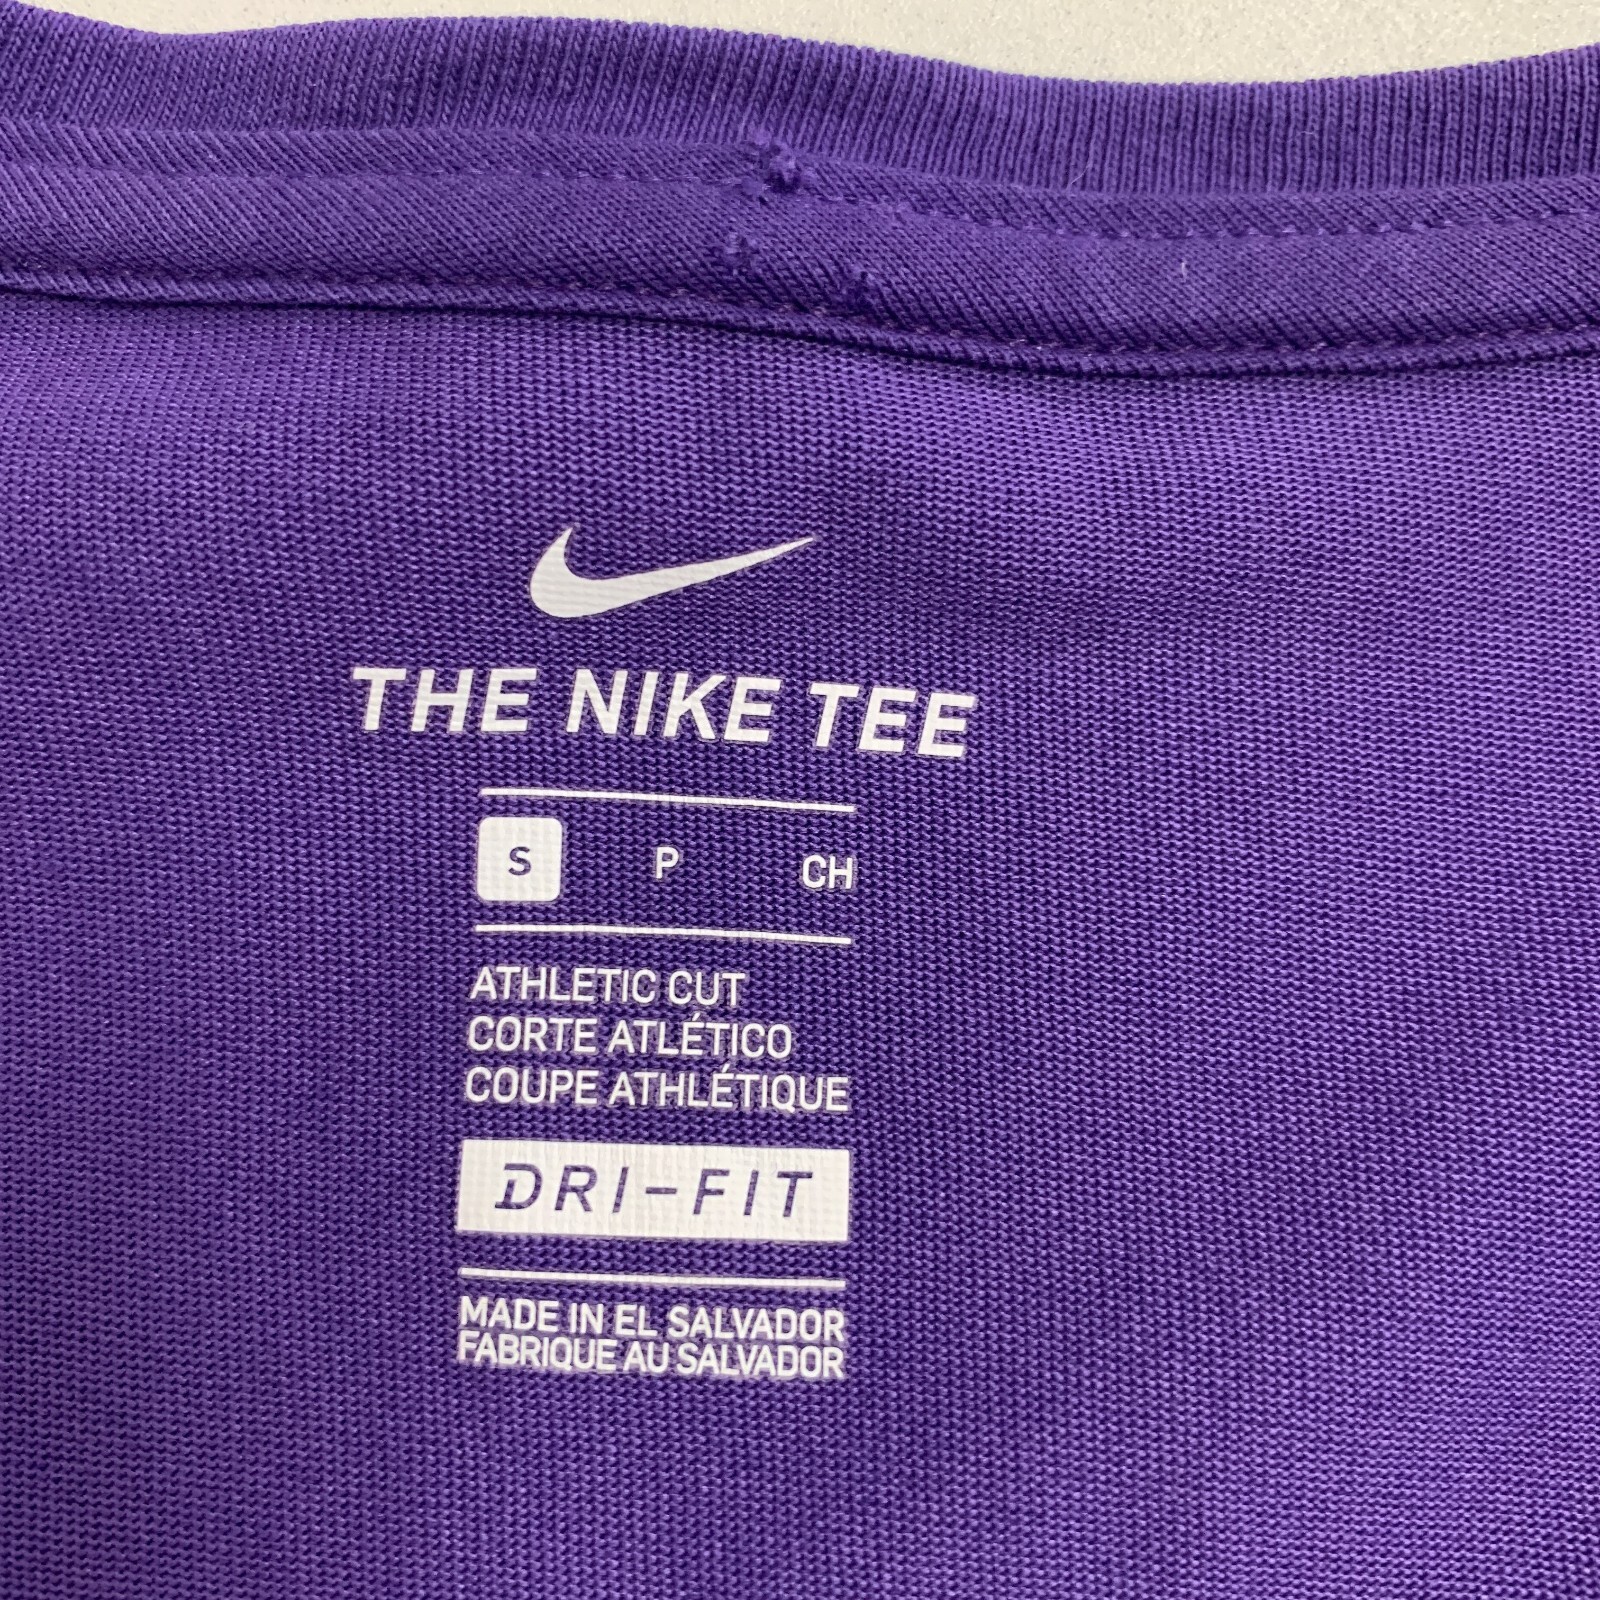 THE NIKE TEE
S P CH
ATHLETIC CUT
CORTE ATLÉTICO
COUPE ATHLÉTIQUE
DRI-FIT
MADE IN EL SALVADOR
FABRIQUE AU SALVADOR